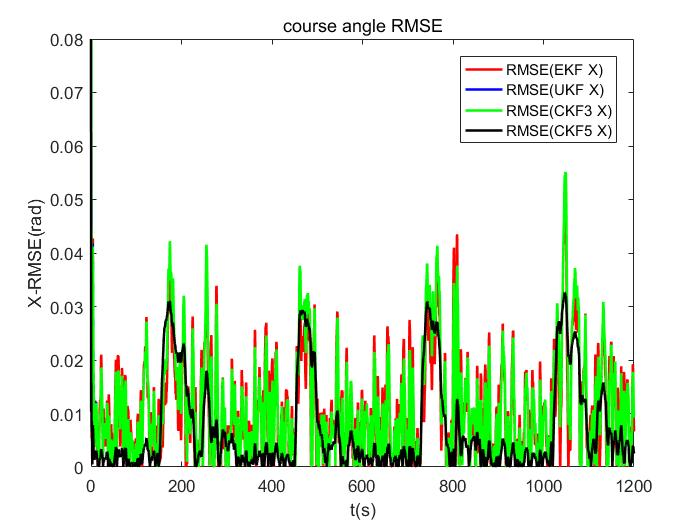 course angle RMSE
0.08
0.07
0.06
0.05
0.04
0.03
0.02
0.01
0
X-RMSE(rad)
RMSE(EKF X)
RMSE(UKF X)
RMSE(CKF3 X)
RMSE(CKF5 X)
0 200 400 600 800 1000 1200
t(s)